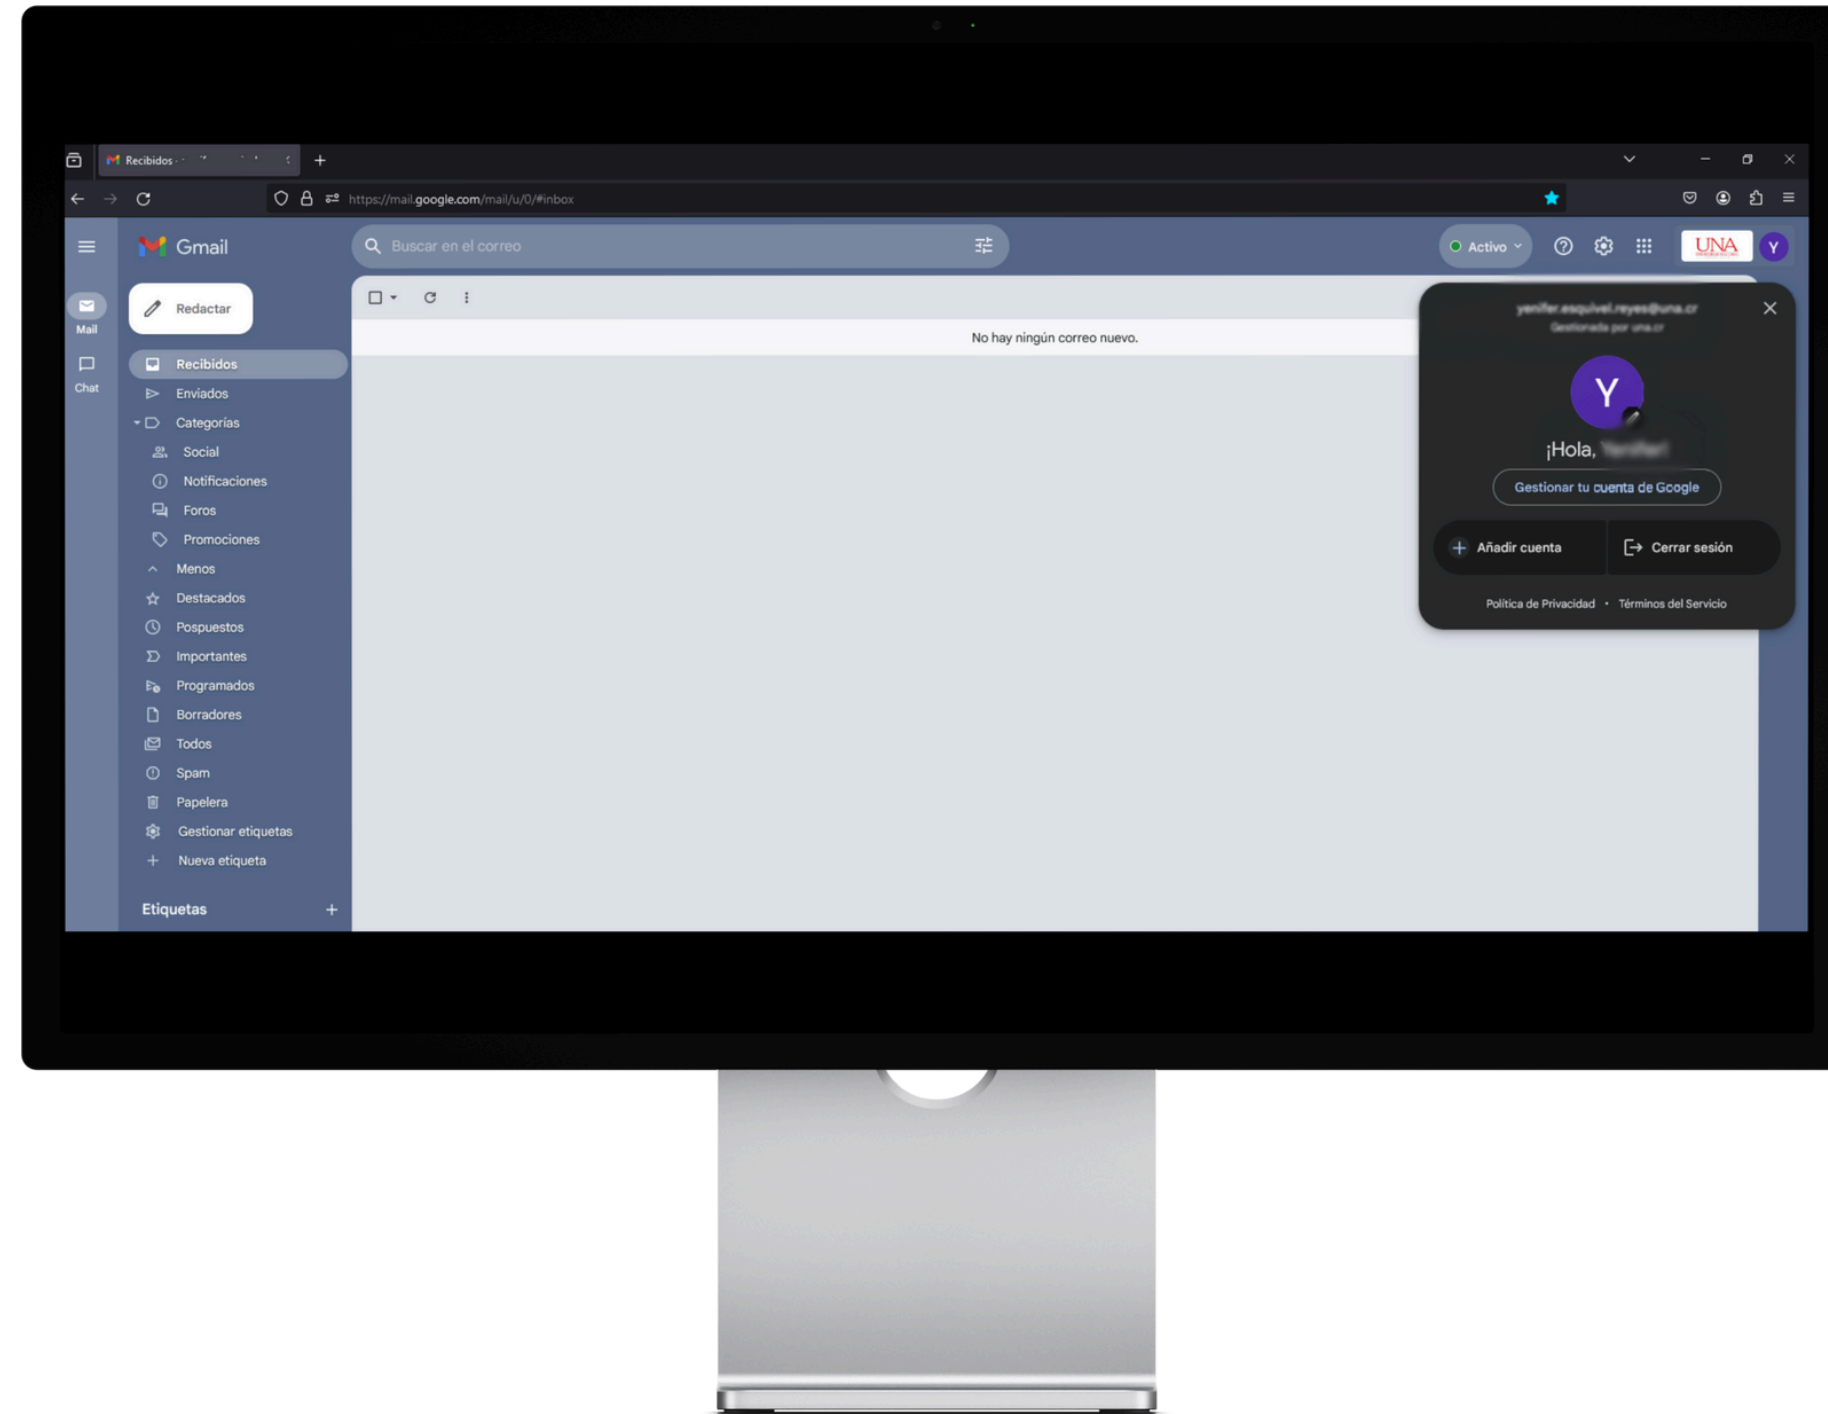 Recibidos
https://mail.google.com/mail/u/0/#inbox
Gmail
Buscar en el correo
Activo
UNA
Y
Redactar
Mail
Chat
No hay ningún correo nuevo.
Recibidos
Enviados
Categorías
Social
Notificaciones
Foros
Promociones
Menos
Destacados
Pospuestos
Importantes
Programados
Borradores
Todos
Spam
Papelera
Gestionar etiquetas
Nueva etiqueta
Etiquetas
Y
¡Hola,
Gestionar tu cuenta de Google
Añadir cuenta
Cerrar sesión
Política de Privacidad • Términos del Servicio